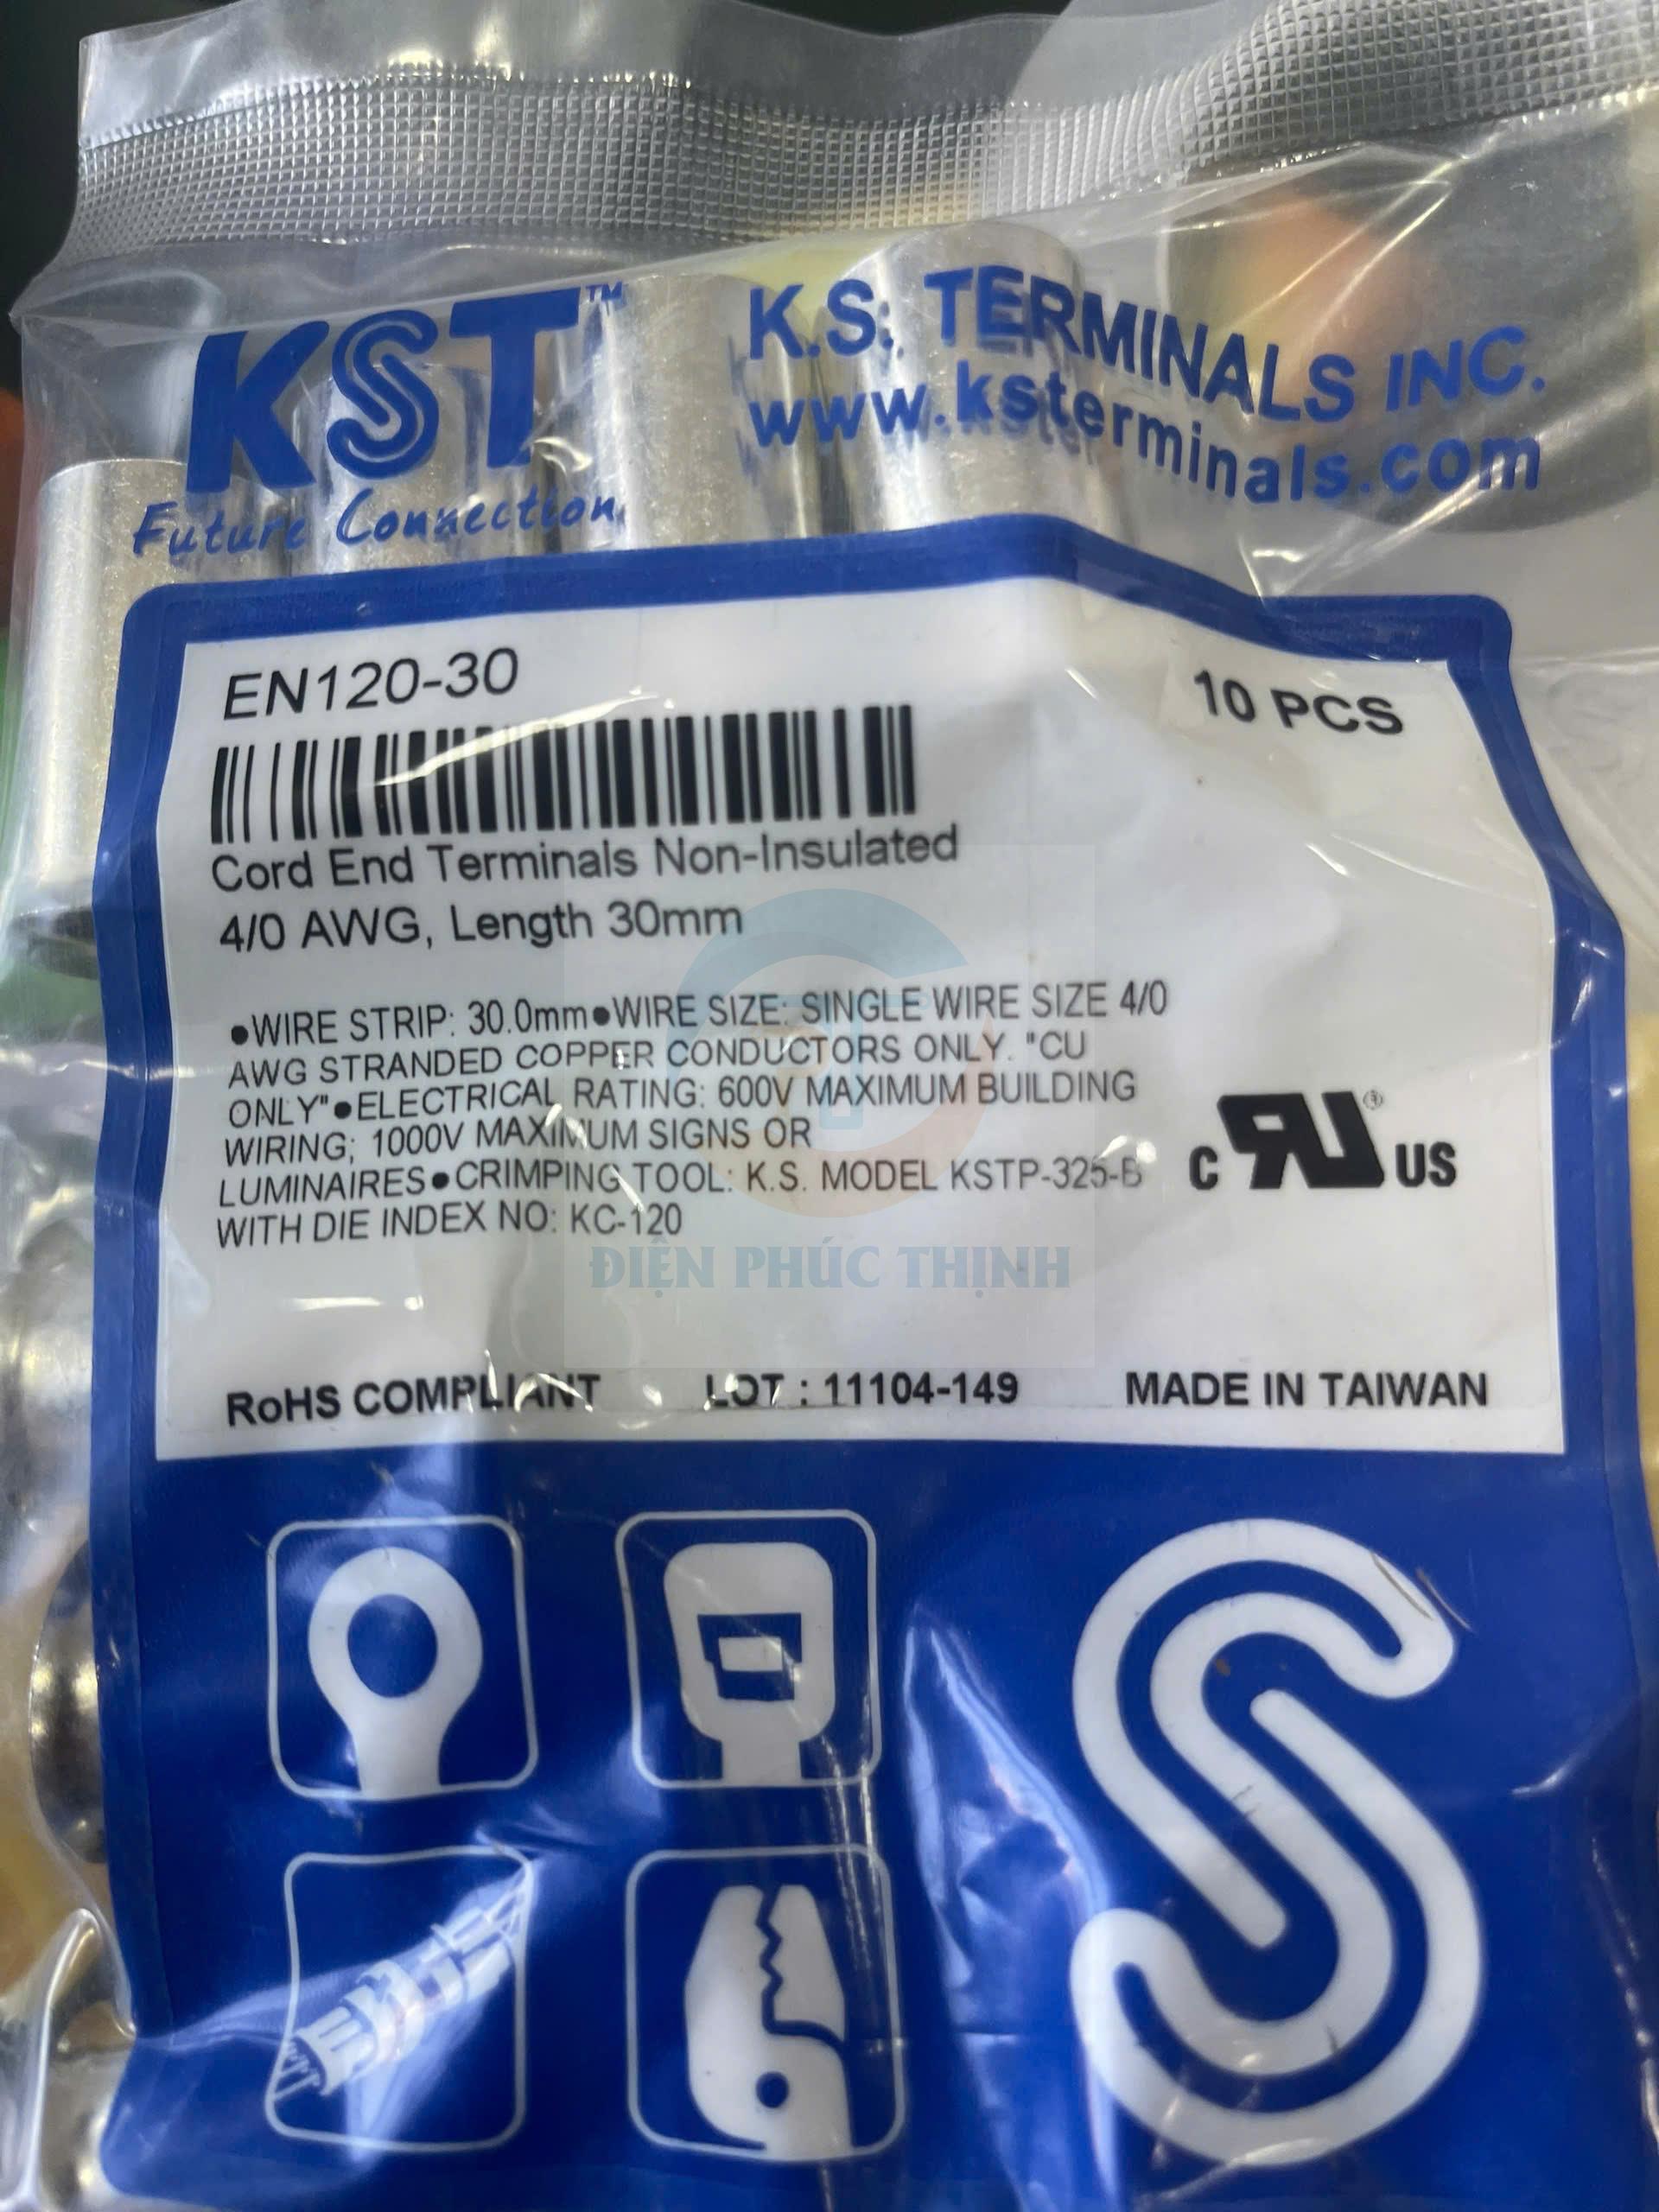 KST™
Future Connection
K.S. TERMINALS INC.
www.ksterminals.com
EN120-30
10 PCS
Cord End Terminals Non-Insulated
4/0 AWG, Length 30mm
●WIRE STRIP: 30.0mm●WIRE SIZE: SINGLE WIRE SIZE 4/0
AWG STRANDED COPPER CONDUCTORS ONLY. "CU
ONLY"●ELECTRICAL RATING: 600V MAXIMUM BUILDING
WIRING; 1000V MAXIMUM SIGNS OR
LUMINAIRES●CRIMPING TOOL: K.S. MODEL KSTP-325-B
WITH DIE INDEX NO: KC-120
C RU® US
ĐIỆN PHÚC THỊNH
RoHS COMPLIANT LOT : 11104-149 MADE IN TAIWAN